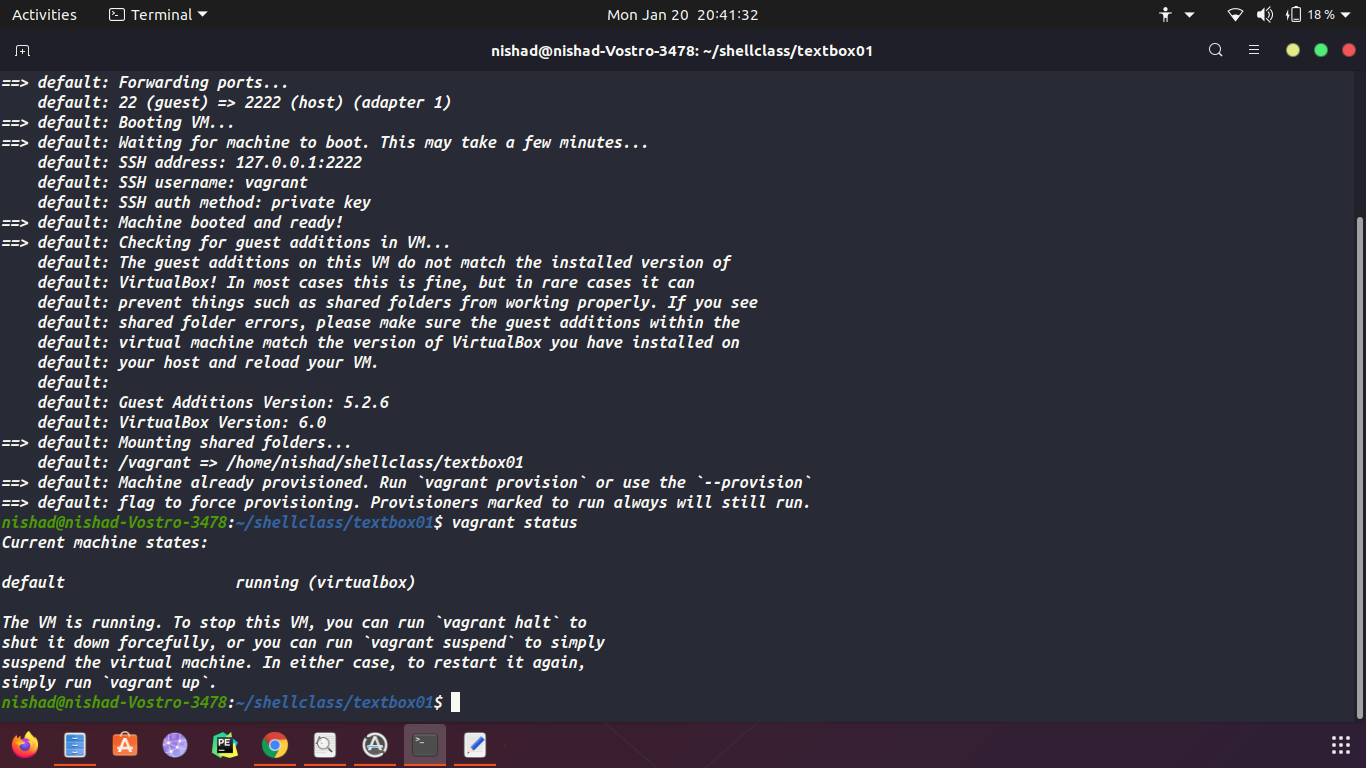 Activities Terminal Mon Jan 20 20:41:32 18 %
nishad@nishad-Vostro-3478: ~/shellclass/textbox01
==> default: Forwarding ports...
    default: 22 (guest) => 2222 (host) (adapter 1)
==> default: Booting VM...
==> default: Waiting for machine to boot. This may take a few minutes...
    default: SSH address: 127.0.0.1:2222
    default: SSH username: vagrant
    default: SSH auth method: private key
==> default: Machine booted and ready!
==> default: Checking for guest additions in VM...
    default: The guest additions on this VM do not match the installed version of
    default: VirtualBox! In most cases this is fine, but in rare cases it can
    default: prevent things such as shared folders from working properly. If you see
    default: shared folder errors, please make sure the guest additions within the
    default: virtual machine match the version of VirtualBox you have installed on
    default: your host and reload your VM.
    default:
    default: Guest Additions Version: 5.2.6
    default: VirtualBox Version: 6.0
==> default: Mounting shared folders...
    default: /vagrant => /home/nishad/shellclass/textbox01
==> default: Machine already provisioned. Run `vagrant provision` or use the `--provision`
==> default: flag to force provisioning. Provisioners marked to run always will still run.
nishad@nishad-Vostro-3478:~/shellclass/textbox01$ vagrant status
Current machine states:
default                   running (virtualbox)
The VM is running. To stop this VM, you can run `vagrant halt` to
shut it down forcefully, or you can run `vagrant suspend` to simply
suspend the virtual machine. In either case, to restart it again,
simply run `vagrant up`.
nishad@nishad-Vostro-3478:~/shellclass/textbox01$
PE